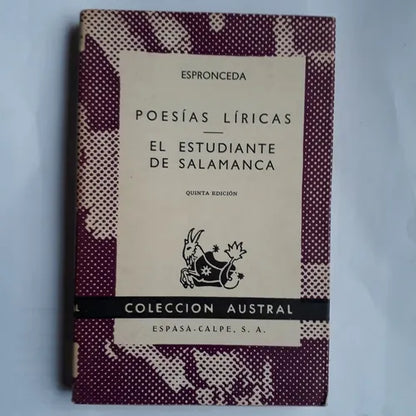 ESPRONCEDA
POESÍAS LÍRICAS
EL ESTUDIANTE
DE SALAMANCA
QUINTA EDICIÓN
L
COLECCION AUSTRAL
ESPASA-CALPE, S. A.